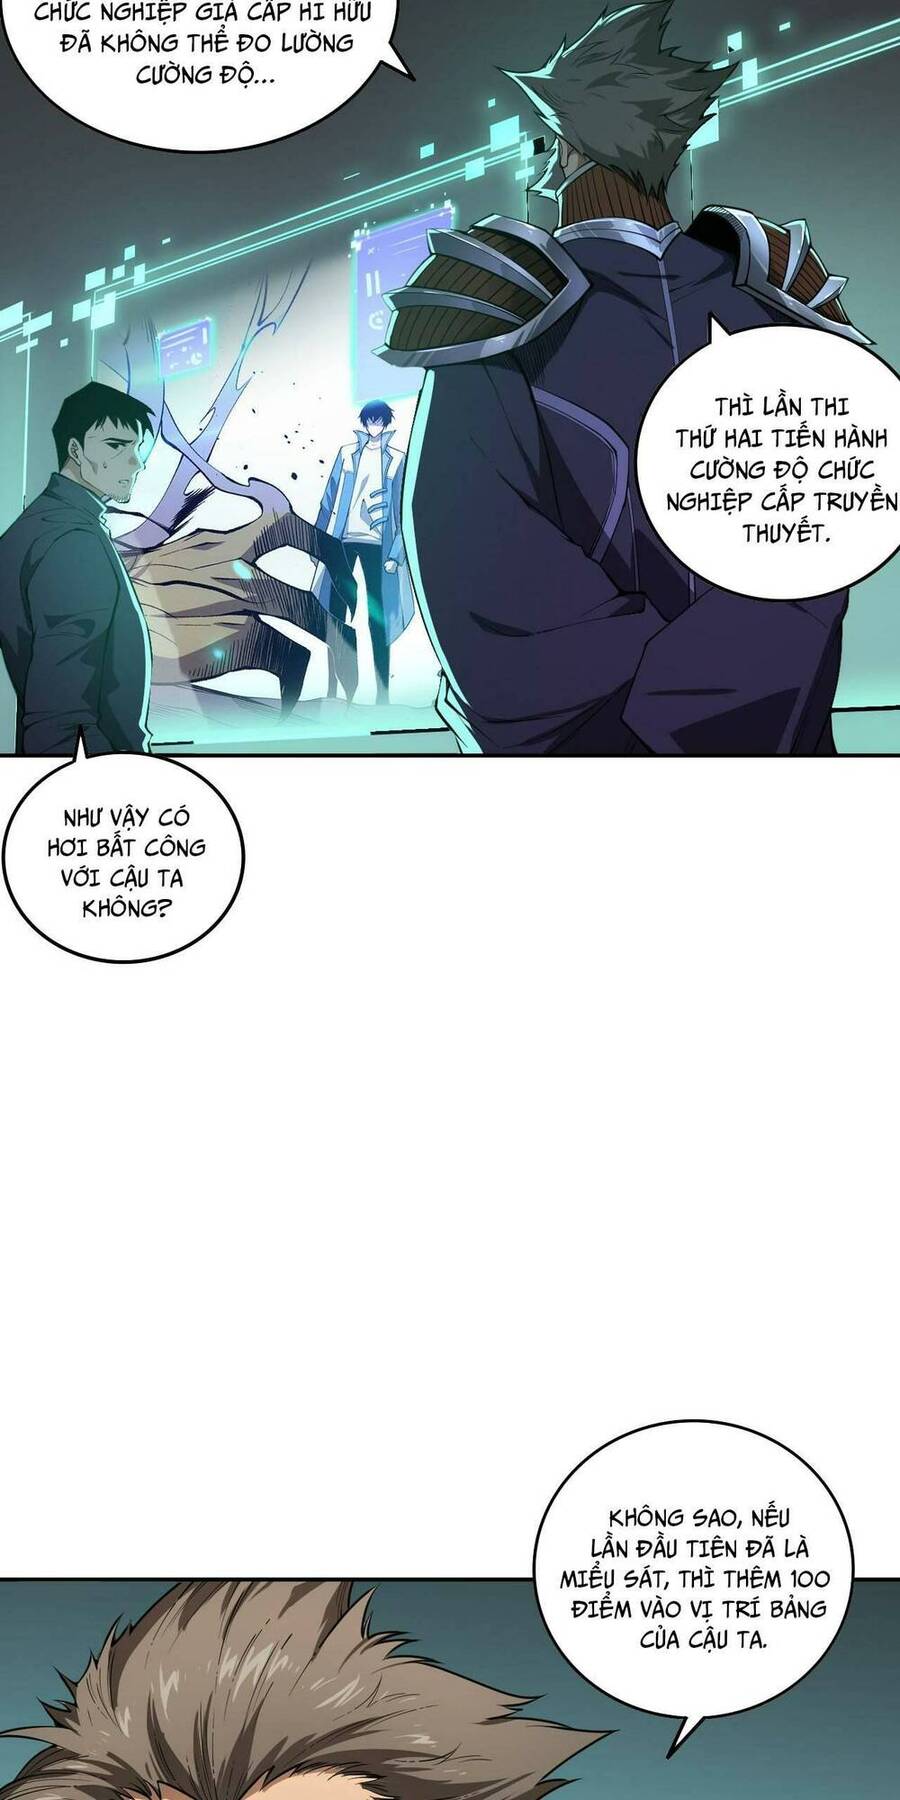 CHỨC NGHIỆP GIẢ CẤP HI HỮU
ĐÃ KHÔNG THỂ ĐO LƯỜNG
CƯỜNG ĐỘ...
THÌ LẦN THI
THỨ HAI TIẾN HÀNH
CƯỜNG ĐỘ CHỨC
NGHIỆP CẤP TRUYỀN
THUYẾT.
NHƯ VẬY CÓ
HƠI BẤT CÔNG
VỚI CẬU TA
KHÔNG?
KHÔNG SAO, NẾU
LẦN ĐẦU TIÊN ĐÃ LÀ
MIỂU SÁT, THÌ THÊM 100
ĐIỂM VÀO VỊ TRÍ BẢNG
CỦA CẬU TA.